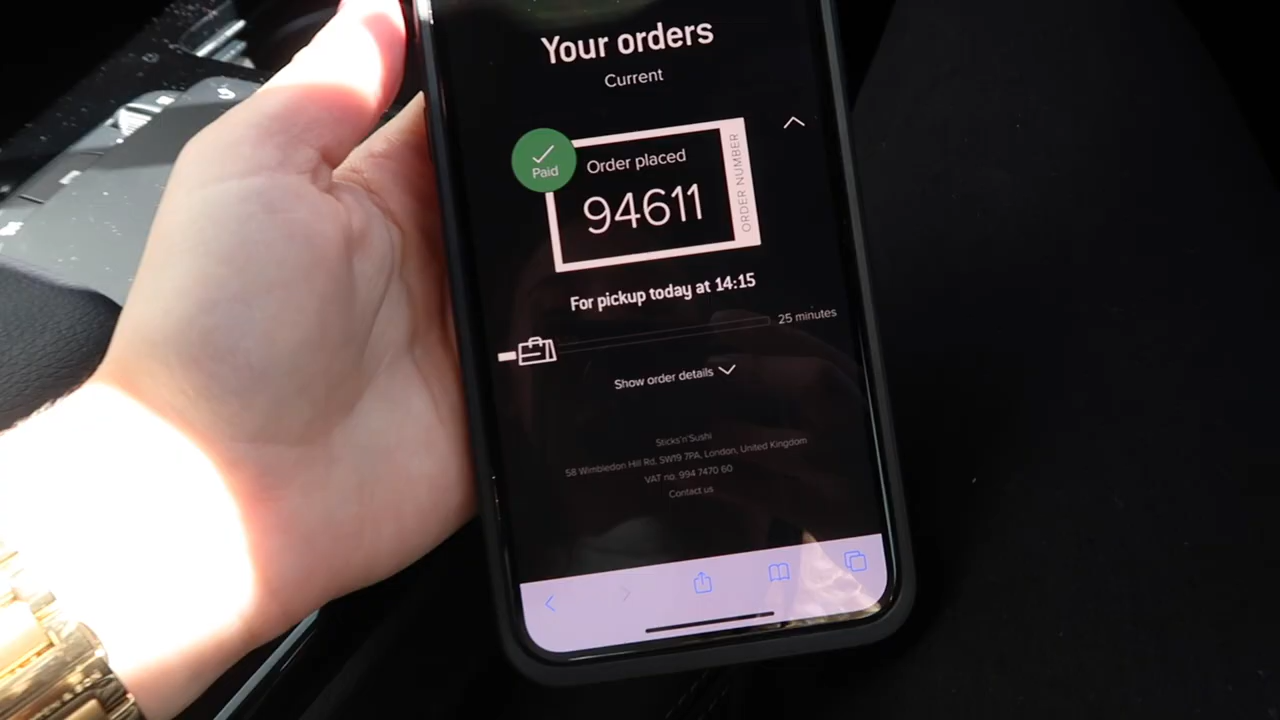 Your orders
Current
Paid
Order placed
94611
ORDER NUMBER
For pickup today at 14:15
25 minutes
Show order details
Sticks'n'Sushi
58 Wimbledon Hill Rd, SW19 7PA, London, United Kingdom
VAT no. 994 7470 60
Contact us